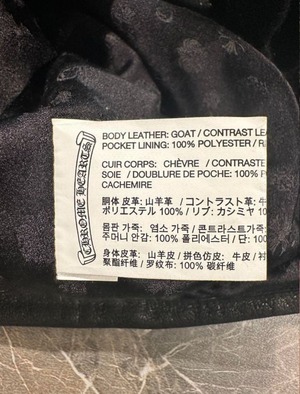 CHROME HEARTS
BODY LEATHER: GOAT / CONTRAST LEA
POCKET LINING: 100% POLYESTER / R
CUIR CORPS: CHÈVRE / CONTRASTE
SOIE / DOUBLURE DE POCHE: 100% P
CACHEMIRE
胴体 皮革: 山羊革 / コントラスト革: 牛
ポリエステル 100% / リブ: カシミヤ 10
몸판 가죽: 염소 가죽 / 콘트라스트 가죽:
주머니 안감: 100% 폴리에스터 / 단: 100
身体皮革: 山羊皮 / 拼色仿皮: 牛皮 / 衬
聚酯纤维 / 罗纹布: 100% 碳纤维